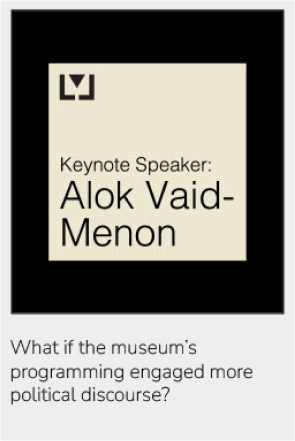 Keynote Speaker:
Alok Vaid-
Menon
What if the museum's
programming engaged more
political discourse?